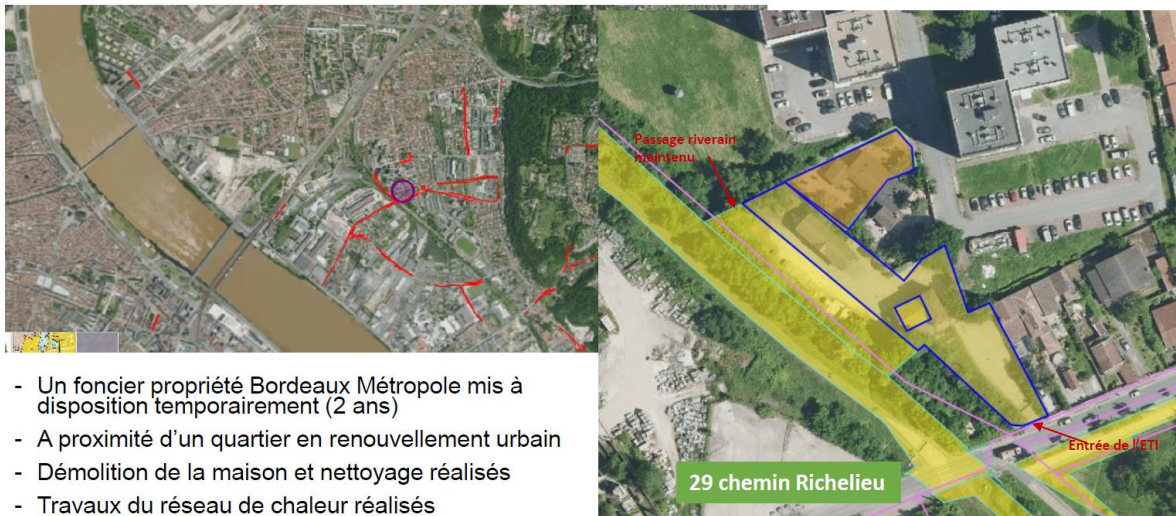 Passage riverain
maintenu
Entrée de l'ETI
29 chemin Richelieu
- Un foncier propriété Bordeaux Métropole mis à
disposition temporairement (2 ans)
- A proximité d'un quartier en renouvellement urbain
- Démolition de la maison et nettoyage réalisés
- Travaux du réseau de chaleur réalisés